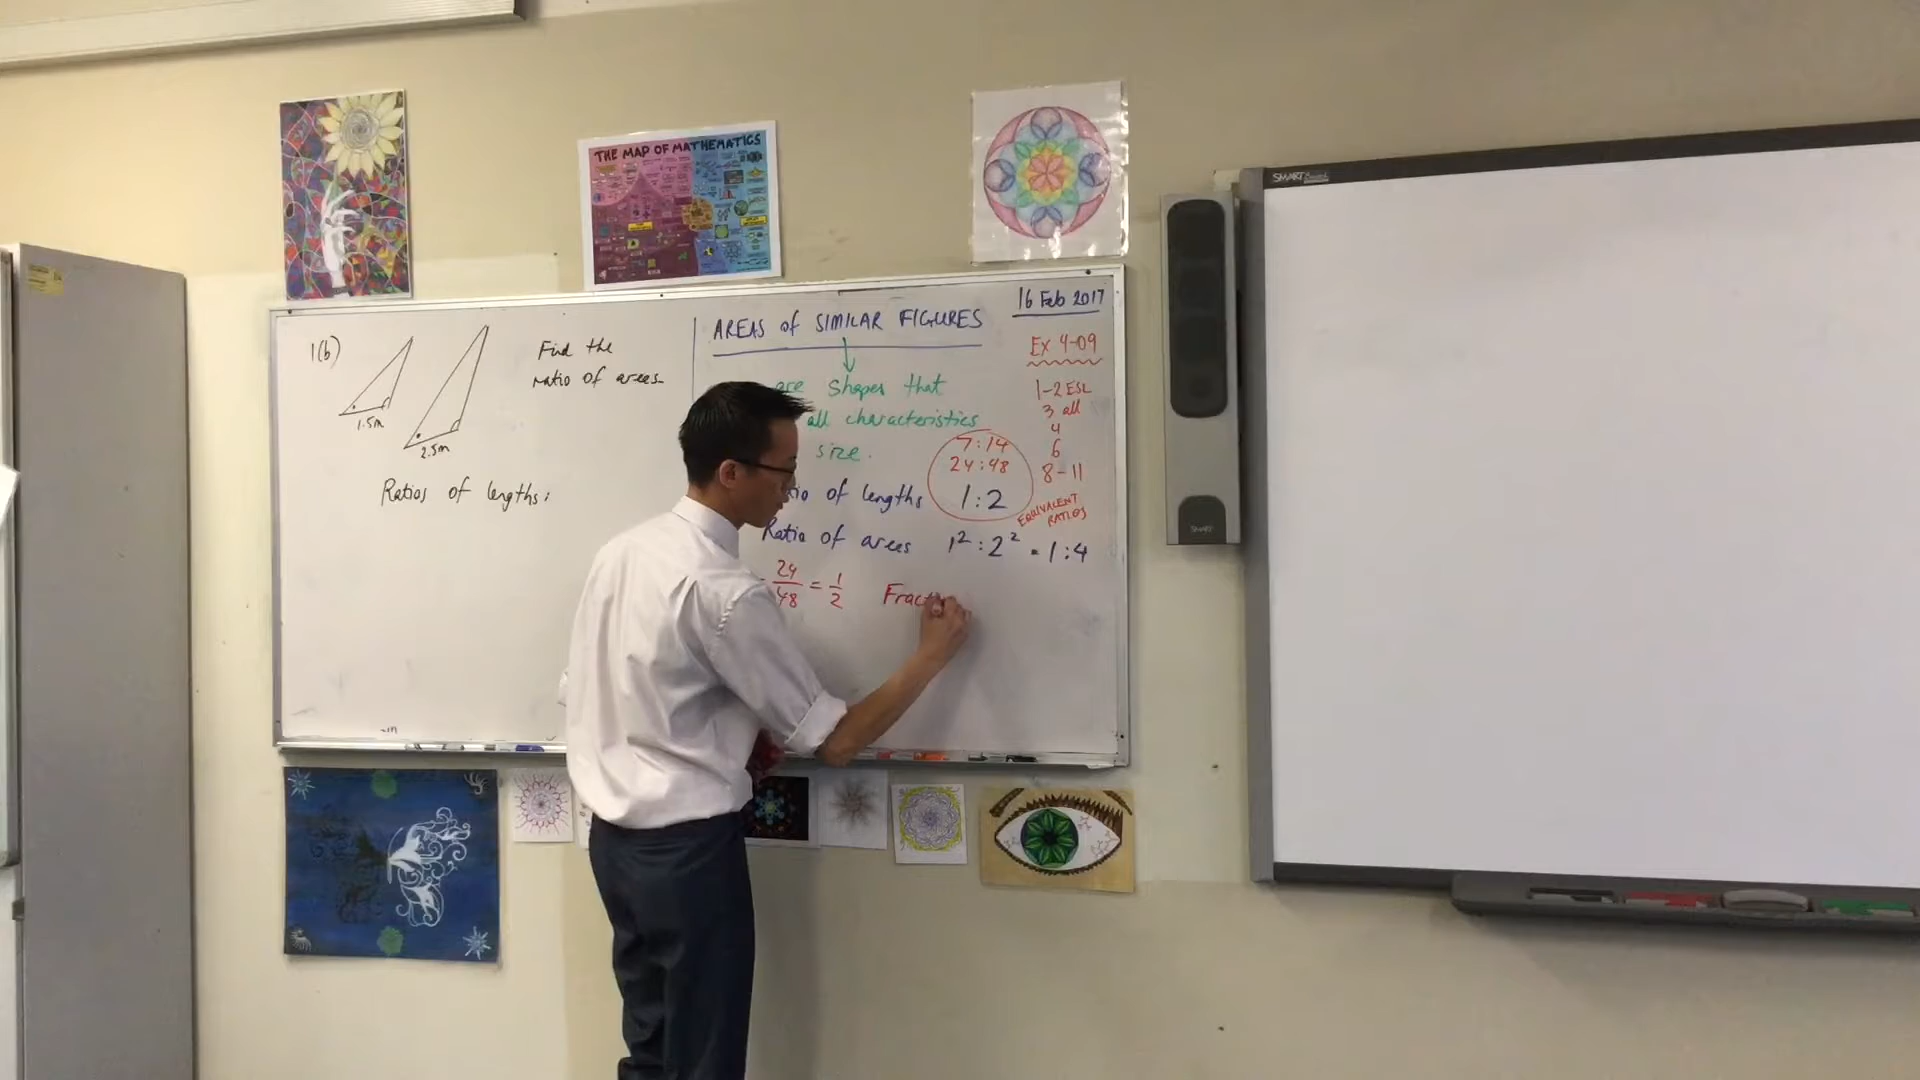 THE MAP OF MATHEMATICS
SMART Board
16 Feb 2017
1(b)
Find the
ratio of areas
1.5m
2.5m
Ratios of lengths:
AREAS of SIMILAR FIGURES
are shapes that
all characteristics
size.
7:14
24:48
of lengths 1:2
Ratio of areas 1²:2² = 1:4
24/48 = 1/2
Ex 4-09
1-2 ESL
3 all
4
6
8-11
EQUIVALENT
RATIOS
SMART